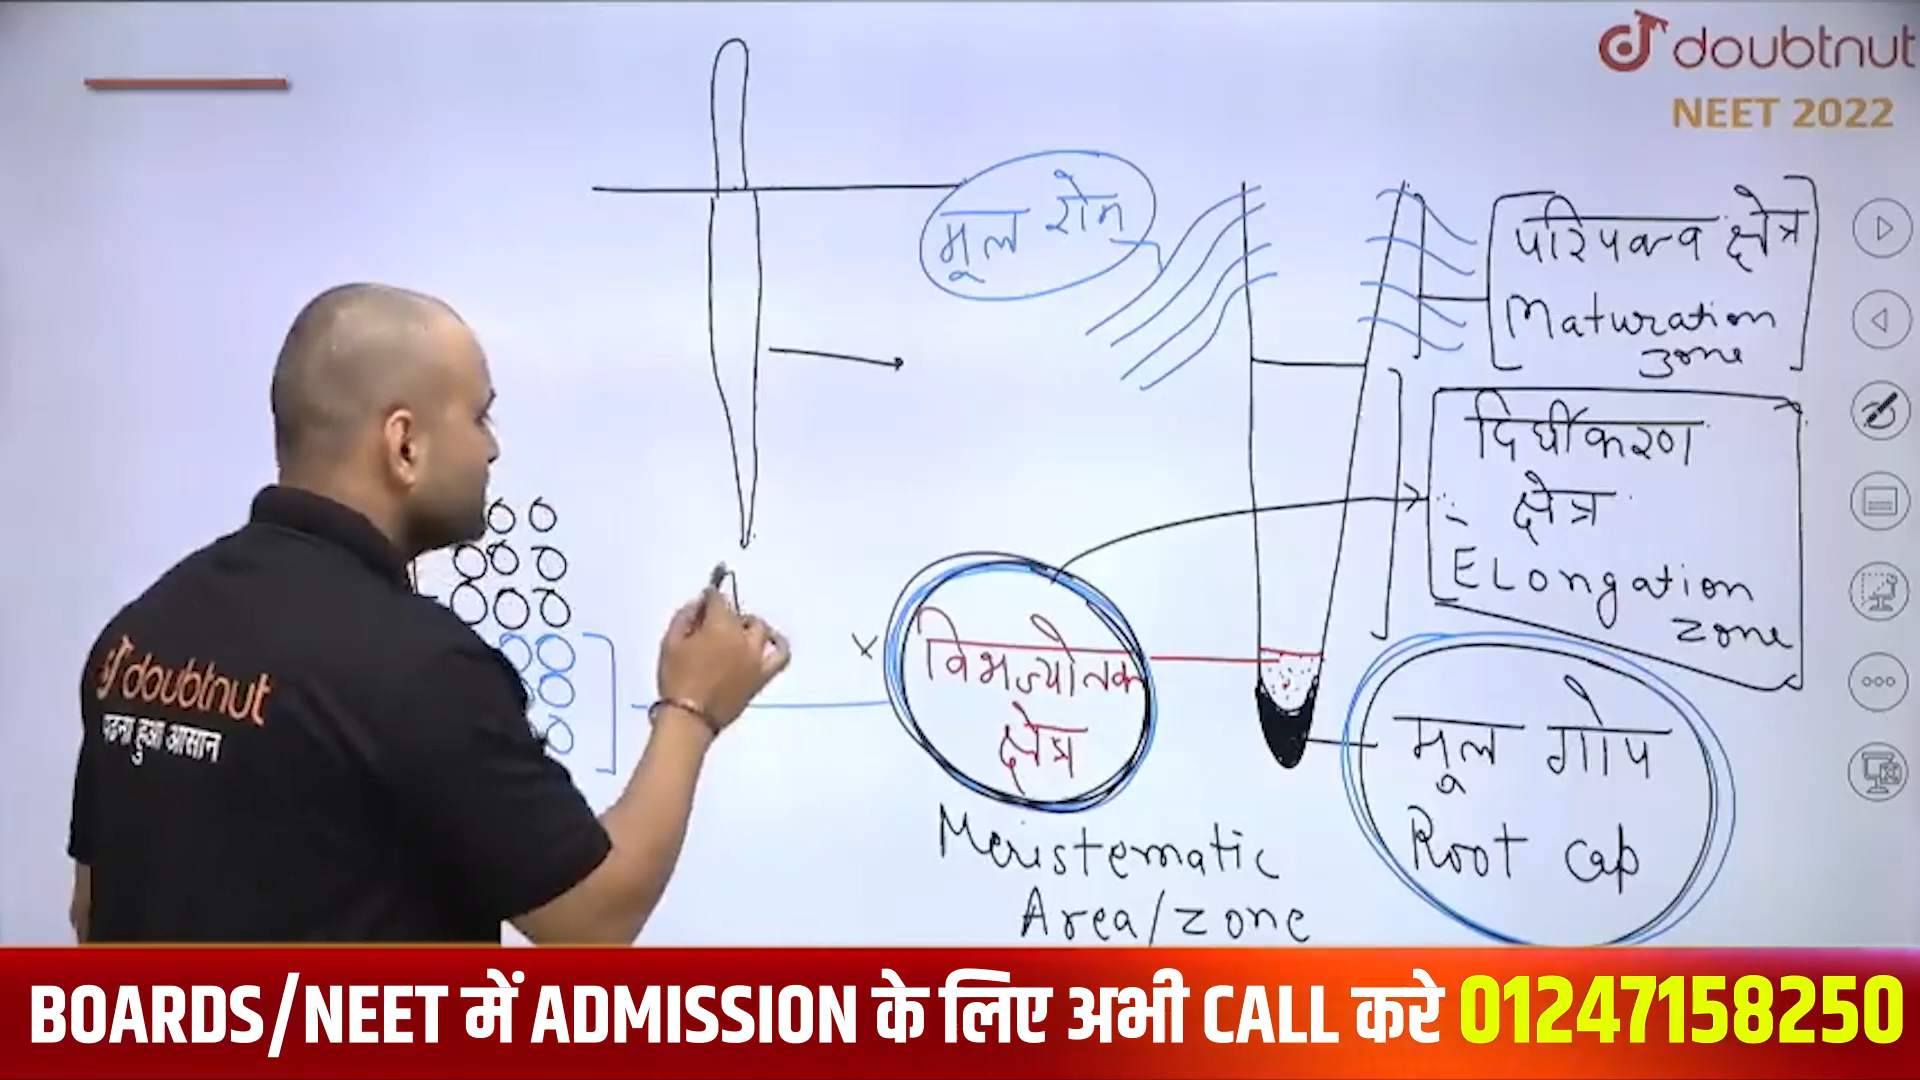 doubtnut
NEET 2022
मूल रोम
परिपक्व क्षेत्र
Maturation
zone
दिर्घीकरण
क्षेत्र
Elongation
zone
विभज्योतक
क्षेत्र
Meristematic
Area/zone
मूल गोप
Root cap
doubtnut
पढना हुआ आसान
BOARDS/NEET में ADMISSION के लिए अभी CALL करे 01247158250